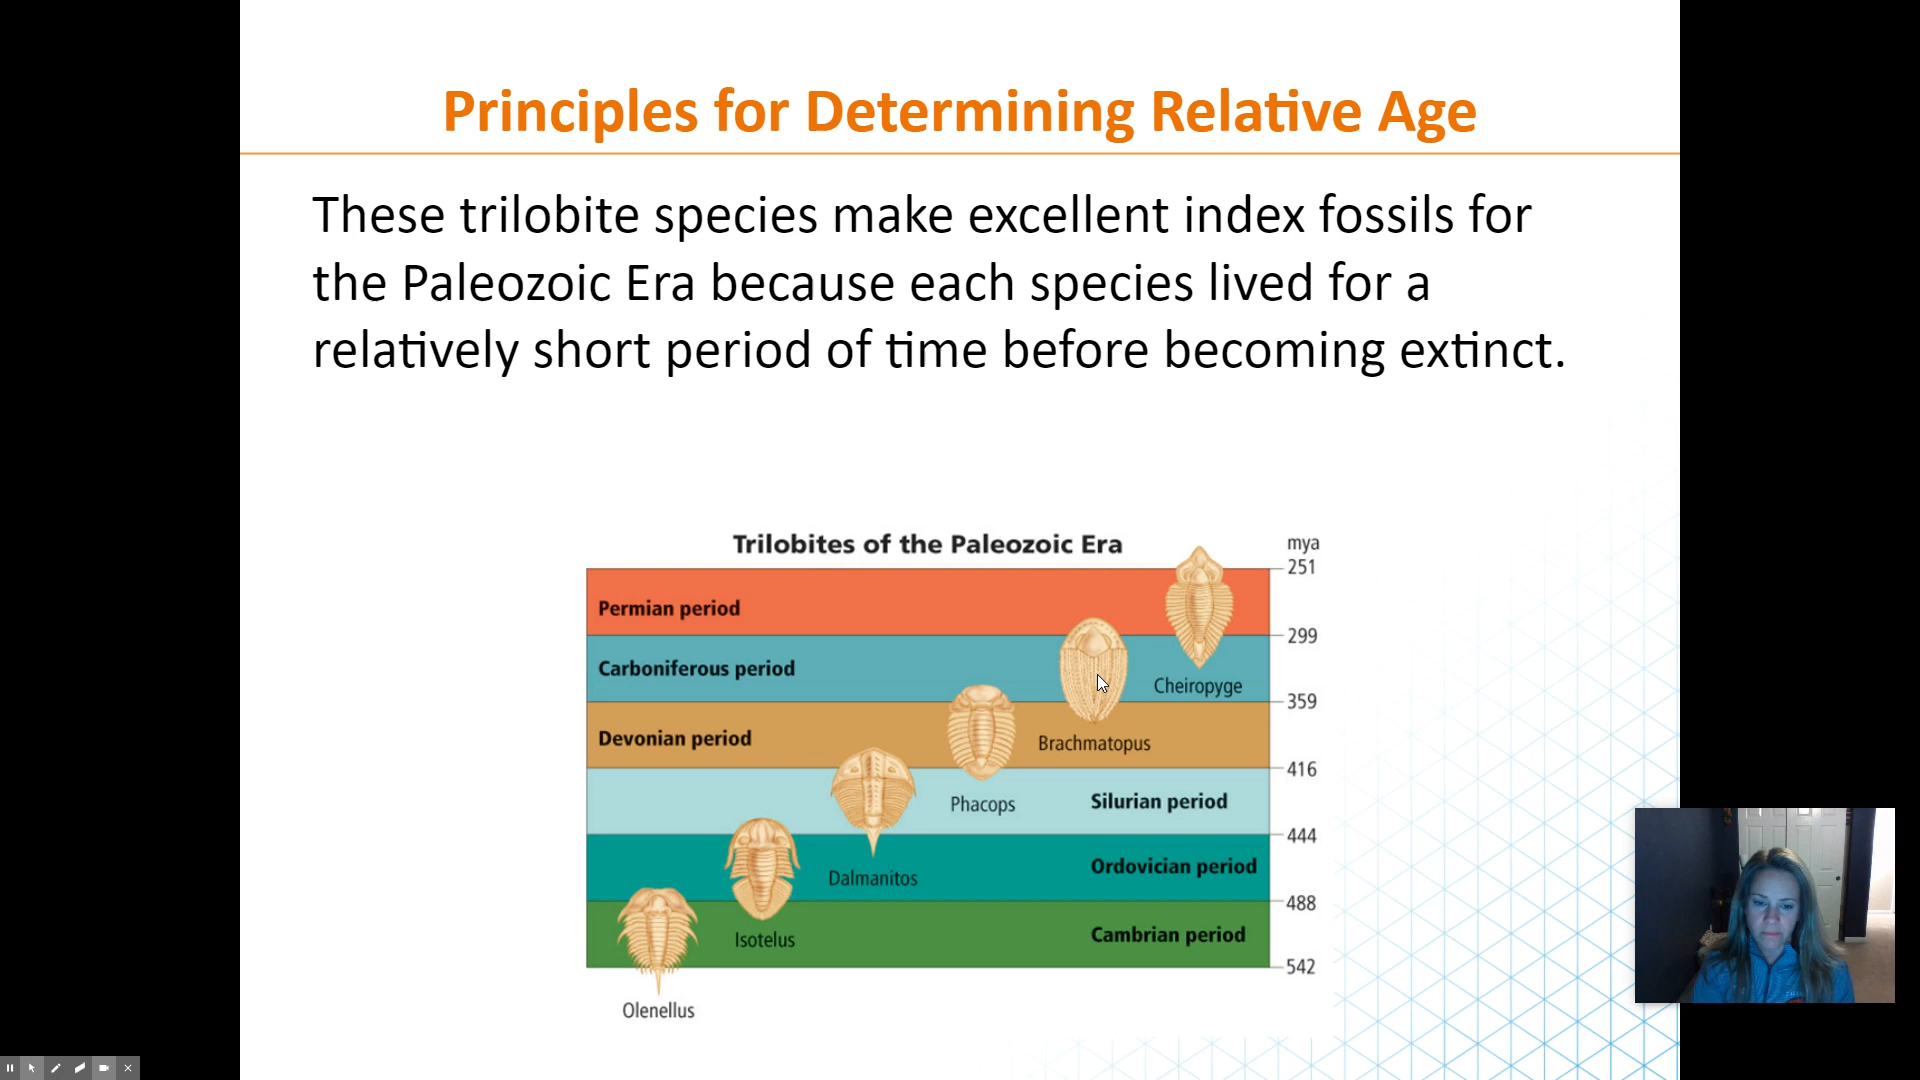 Principles for Determining Relative Age
These trilobite species make excellent index fossils for
the Paleozoic Era because each species lived for a
relatively short period of time before becoming extinct.
Trilobites of the Paleozoic Era
mya
251
Permian period
299
Carboniferous period
Cheiropyge
359
Devonian period
Brachmatopus
416
Phacops
Silurian period
444
Ordovician period
Dalmanitos
488
Isotelus
Cambrian period
542
Olenellus